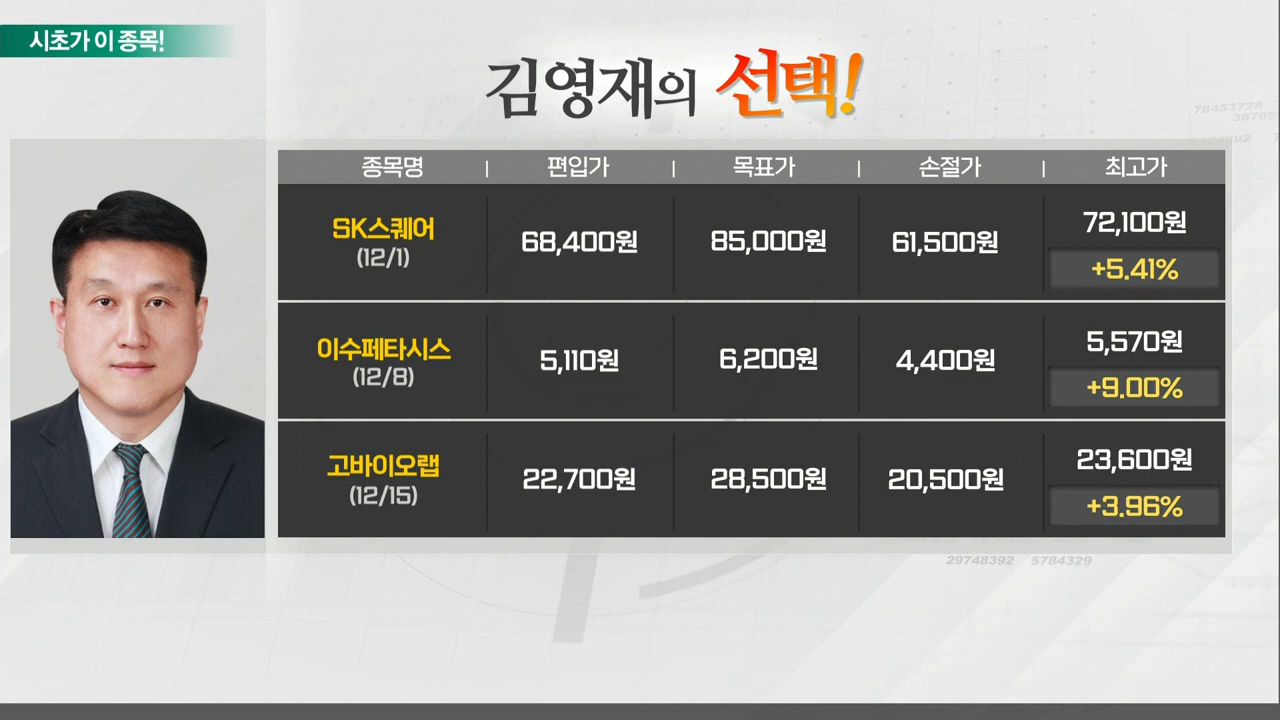 시초가 이 종목!
김영재의 선택!
종목명 | 편입가 | 목표가 | 손절가 | 최고가
SK스퀘어
(12/1)
68,400원
85,000원
61,500원
72,100원
+5.41%
이수페타시스
(12/8)
5,110원
6,200원
4,400원
5,570원
+9.00%
고바이오랩
(12/15)
22,700원
28,500원
20,500원
23,600원
+3.96%
78453728
29748392 5784329